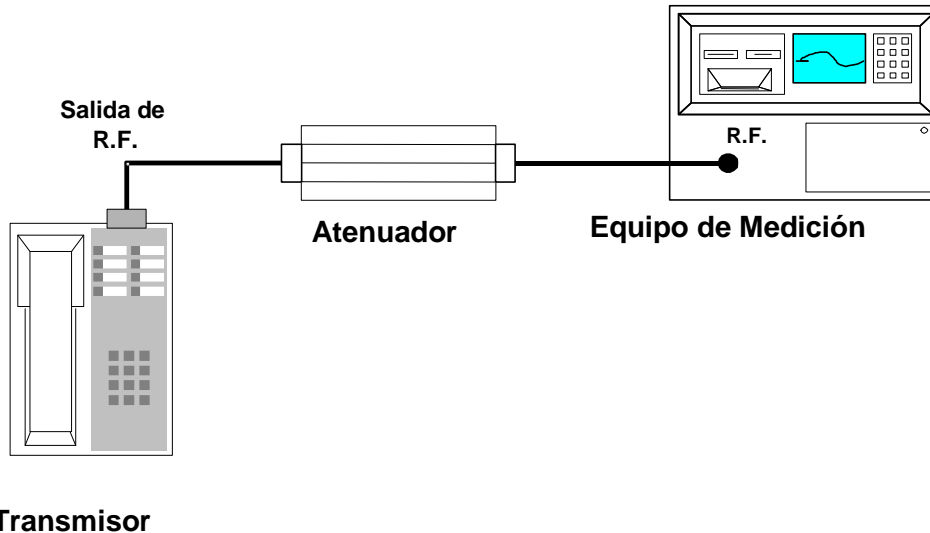 Salida de
R.F.
R.F.
Atenuador
Equipo de Medición
Transmisor